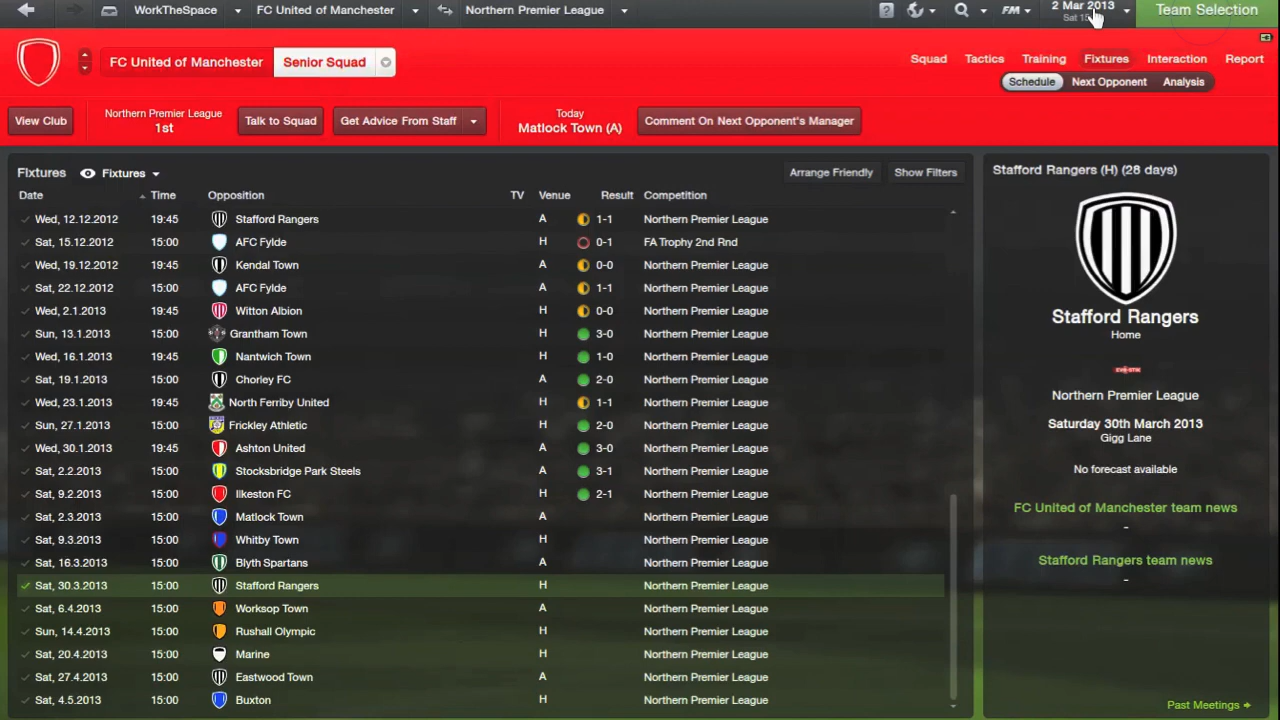 WorkTheSpace FC United of Manchester Northern Premier League ? FM 2 Mar 2013 Team Selection
Sat 15
FC United of Manchester Senior Squad Squad Tactics Training Fixtures Interaction Report
Schedule Next Opponent Analysis
View Club Northern Premier League Talk to Squad Get Advice From Staff Today Comment On Next Opponent's Manager
1st Matlock Town (A)
Fixtures Fixtures Arrange Friendly Show Filters
Date Time Opposition TV Venue Result Competition
Wed, 12.12.2012 19:45 Stafford Rangers A 1-1 Northern Premier League
Sat, 15.12.2012 15:00 AFC Fylde H 0-1 FA Trophy 2nd Rnd
Wed, 19.12.2012 19:45 Kendal Town A 0-0 Northern Premier League
Sat, 22.12.2012 15:00 AFC Fylde A 1-1 Northern Premier League
Wed, 2.1.2013 19:45 Witton Albion H 0-0 Northern Premier League
Sun, 13.1.2013 15:00 Grantham Town H 3-0 Northern Premier League
Wed, 16.1.2013 19:45 Nantwich Town H 1-0 Northern Premier League
Sat, 19.1.2013 15:00 Chorley FC A 2-0 Northern Premier League
Wed, 23.1.2013 19:45 North Ferriby United H 1-1 Northern Premier League
Sun, 27.1.2013 15:00 Frickley Athletic H 2-0 Northern Premier League
Wed, 30.1.2013 19:45 Ashton United A 3-0 Northern Premier League
Sat, 2.2.2013 15:00 Stocksbridge Park Steels A 3-1 Northern Premier League
Sat, 9.2.2013 15:00 Ilkeston FC H 2-1 Northern Premier League
Sat, 2.3.2013 15:00 Matlock Town A Northern Premier League
Sat, 9.3.2013 15:00 Whitby Town H Northern Premier League
Sat, 16.3.2013 15:00 Blyth Spartans A Northern Premier League
Sat, 30.3.2013 15:00 Stafford Rangers H Northern Premier League
Sat, 6.4.2013 15:00 Worksop Town A Northern Premier League
Sun, 14.4.2013 15:00 Rushall Olympic H Northern Premier League
Sat, 20.4.2013 15:00 Marine H Northern Premier League
Sat, 27.4.2013 15:00 Eastwood Town A Northern Premier League
Sat, 4.5.2013 15:00 Buxton H Northern Premier League
Stafford Rangers (H) (28 days)
Stafford Rangers
Home
EVO-STIK
Northern Premier League
Saturday 30th March 2013
Gigg Lane
No forecast available
FC United of Manchester team news
-
Stafford Rangers team news
-
Past Meetings